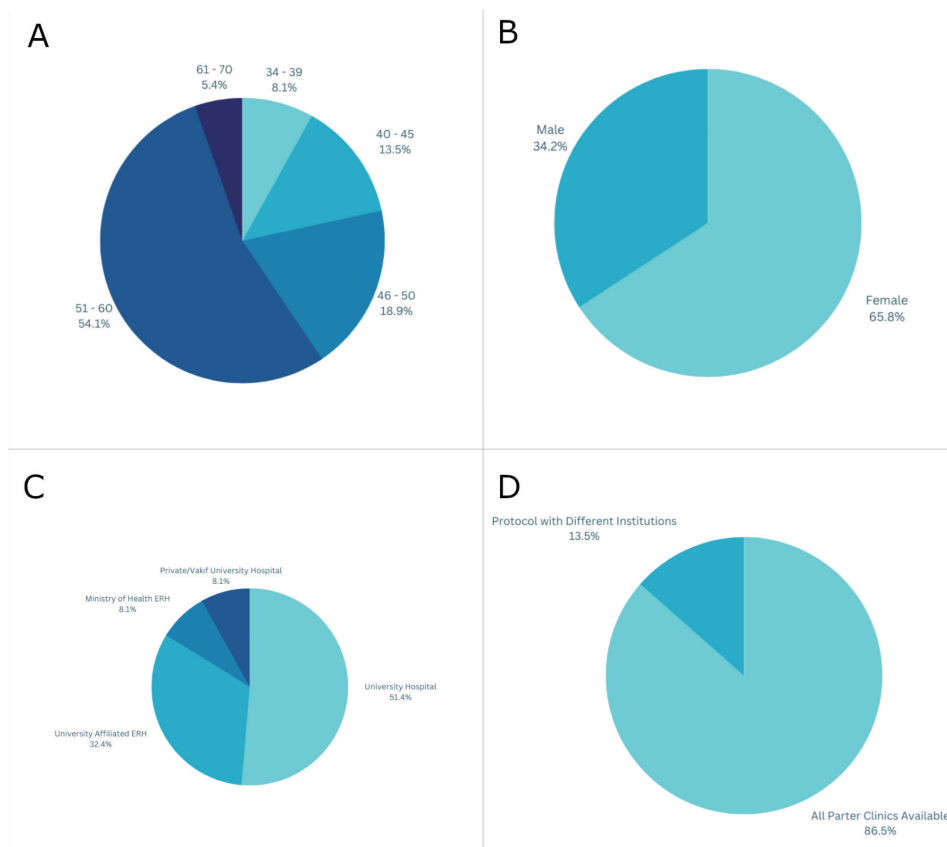 A
61 - 70
5.4%
34 - 39
8.1%
40 - 45
13.5%
46 - 50
18.9%
51 - 60
54.1%
B
Male
34.2%
Female
65.8%
C
Private/Vakıf University Hospital
8.1%
Ministry of Health ERH
8.1%
University Hospital
51.4%
University Affiliated ERH
32.4%
D
Protocol with Different Institutions
13.5%
All Parter Clinics Available
86.5%